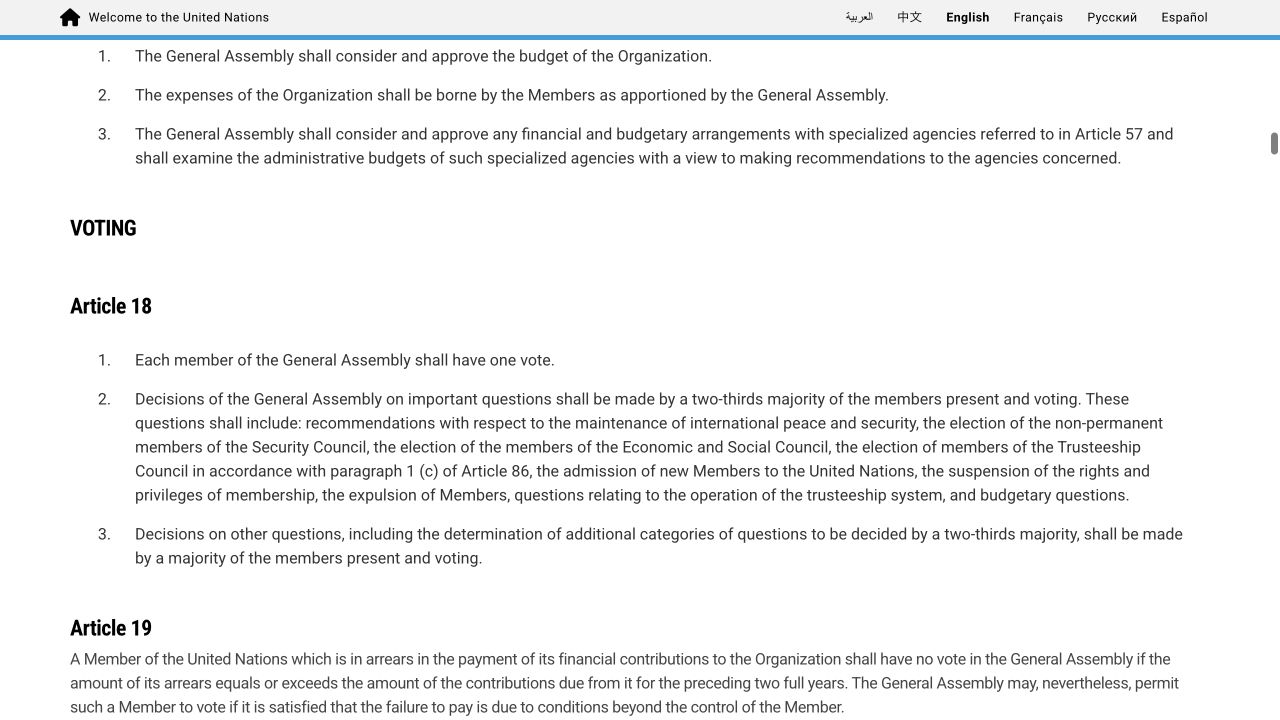 Welcome to the United Nations
العربية 中文 English Français Русский Español
1. The General Assembly shall consider and approve the budget of the Organization.
2. The expenses of the Organization shall be borne by the Members as apportioned by the General Assembly.
3. The General Assembly shall consider and approve any financial and budgetary arrangements with specialized agencies referred to in Article 57 and
shall examine the administrative budgets of such specialized agencies with a view to making recommendations to the agencies concerned.
VOTING
Article 18
1. Each member of the General Assembly shall have one vote.
2. Decisions of the General Assembly on important questions shall be made by a two-thirds majority of the members present and voting. These
questions shall include: recommendations with respect to the maintenance of international peace and security, the election of the non-permanent
members of the Security Council, the election of the members of the Economic and Social Council, the election of members of the Trusteeship
Council in accordance with paragraph 1 (c) of Article 86, the admission of new Members to the United Nations, the suspension of the rights and
privileges of membership, the expulsion of Members, questions relating to the operation of the trusteeship system, and budgetary questions.
3. Decisions on other questions, including the determination of additional categories of questions to be decided by a two-thirds majority, shall be made
by a majority of the members present and voting.
Article 19
A Member of the United Nations which is in arrears in the payment of its financial contributions to the Organization shall have no vote in the General Assembly if the
amount of its arrears equals or exceeds the amount of the contributions due from it for the preceding two full years. The General Assembly may, nevertheless, permit
such a Member to vote if it is satisfied that the failure to pay is due to conditions beyond the control of the Member.